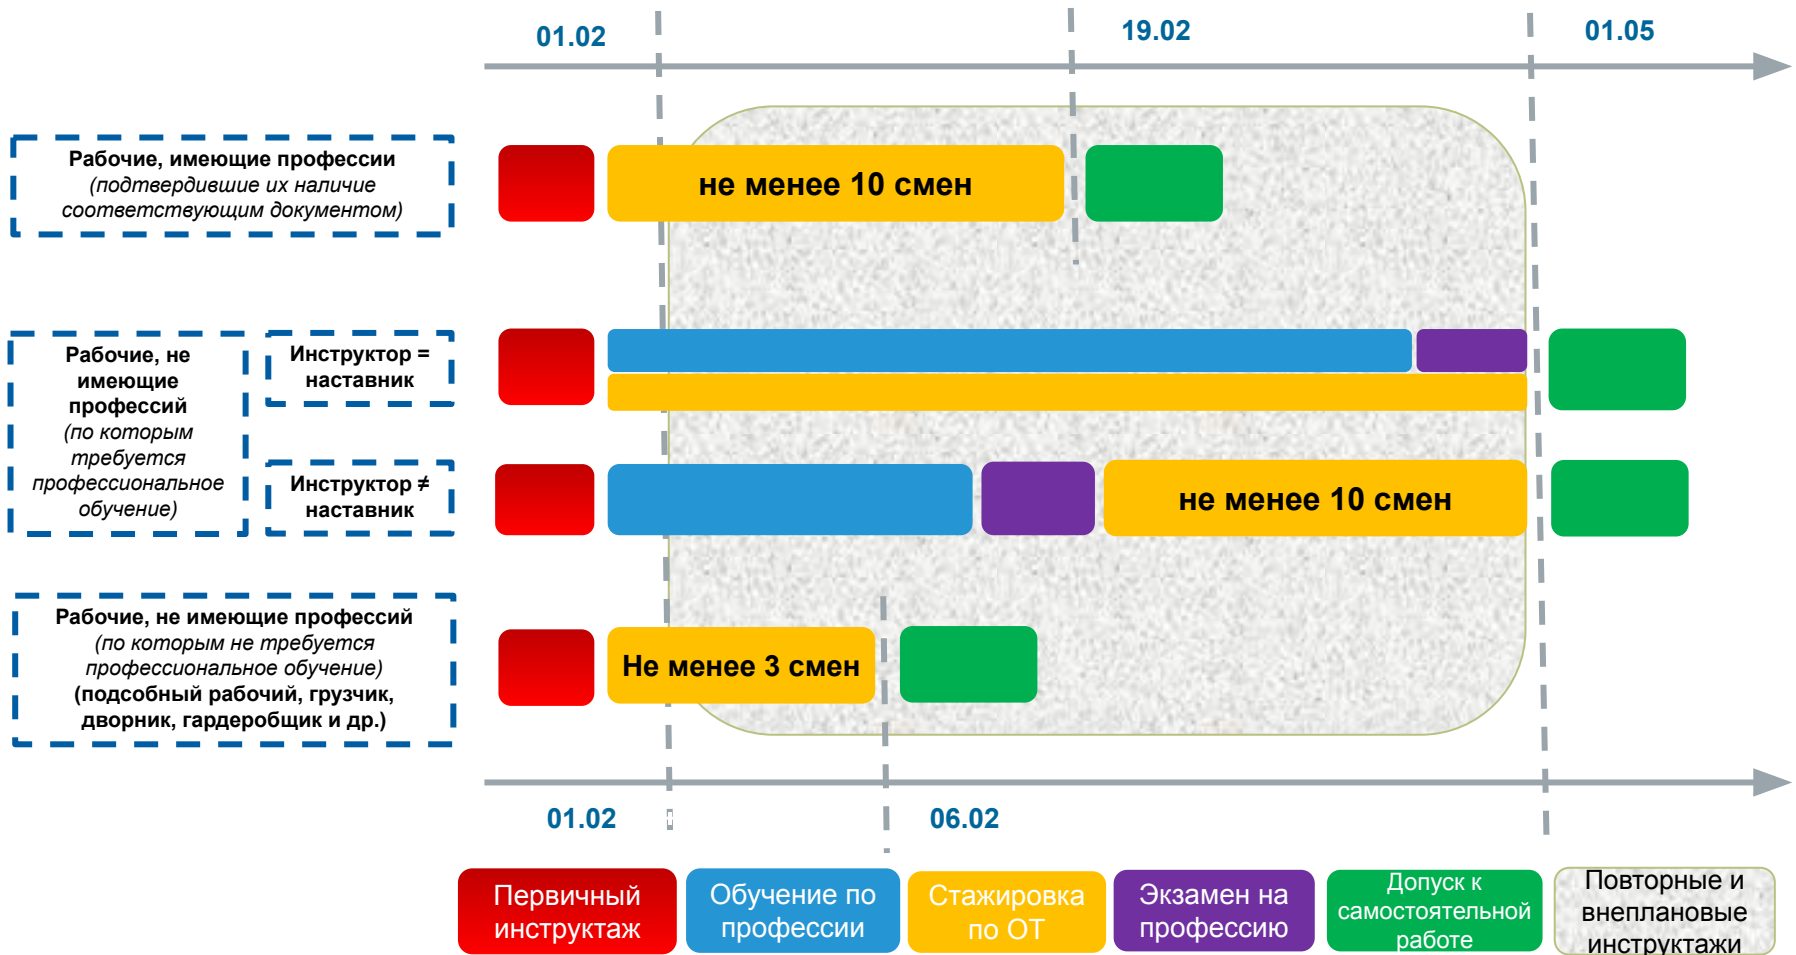 01.02
19.02
01.05
Рабочие, имеющие профессии
(подтвердившие их наличие
соответствующим документом)
не менее 10 смен
Рабочие, не
имеющие
профессий
(по которым
требуется
профессиональное
обучение)
Инструктор =
наставник
Инструктор ≠
наставник
не менее 10 смен
Рабочие, не имеющие профессий
(по которым не требуется
профессиональное обучение)
(подсобный рабочий, грузчик,
дворник, гардеробщик и др.)
Не менее 3 смен
01.02
06.02
Первичный
инструктаж
Обучение по
профессии
Стажировка
по ОТ
Экзамен на
профессию
Допуск к
самостоятельной
работе
Повторные и
внеплановые
инструктажи